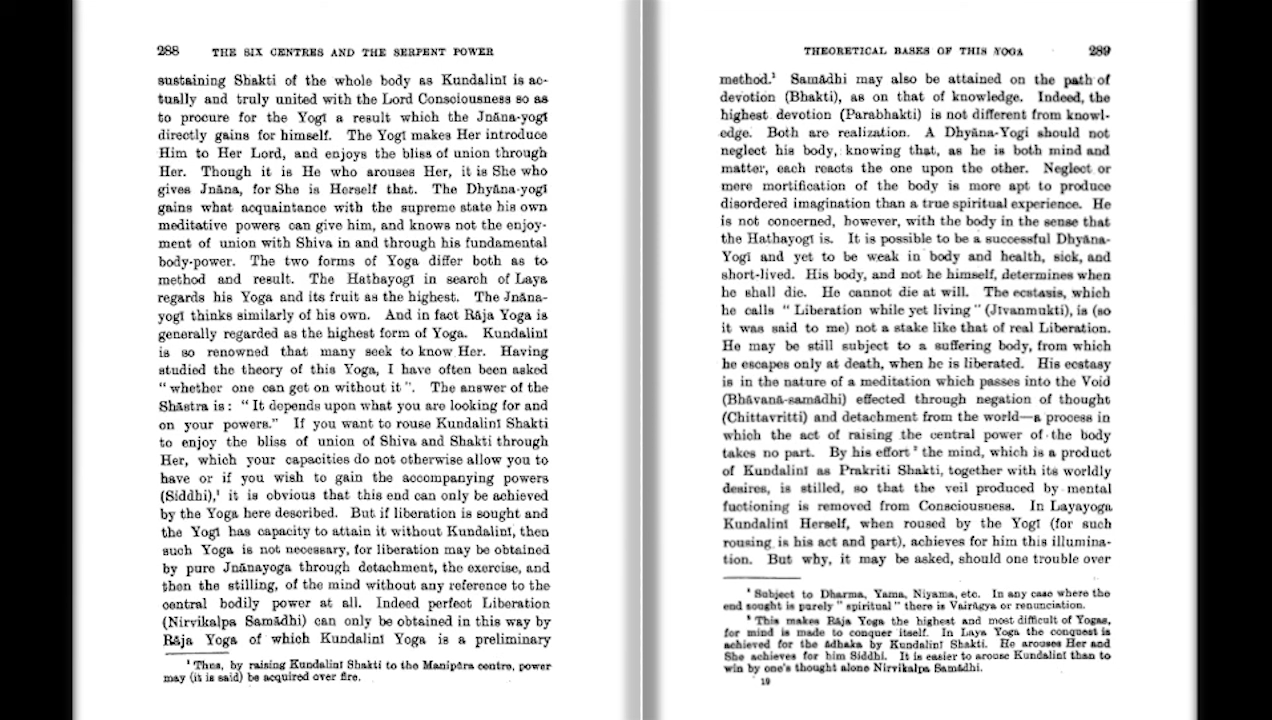 288 THE SIX CENTRES AND THE SERPENT POWER
sustaining Shakti of the whole body as Kundalinī is ac-
tually and truly united with the Lord Consciousness so as
to procure for the Yogī a result which the Jnāna-yogī
directly gains for himself. The Yogī makes Her introduce
Him to Her Lord, and enjoys the bliss of union through
Her. Though it is He who arouses Her, it is She who
gives Jnāna, for She is Herself that. The Dhyāna-yogī
gains what acquaintance with the supreme state his own
meditative powers can give him, and knows not the enjoy-
ment of union with Shiva in and through his fundamental
body-power. The two forms of Yoga differ both as to
method and result. The Hathayogī in search of Laya
regards his Yoga and its fruit as the highest. The Jnāna-
yogī thinks similarly of his own. And in fact Rāja Yoga is
generally regarded as the highest form of Yoga. Kundalinī
is so renowned that many seek to know Her. Having
studied the theory of this Yoga, I have often been asked
" whether one can get on without it ". The answer of the
Shāstra is : " It depends upon what you are looking for and
on your powers." If you want to rouse Kundalinī Shakti
to enjoy the bliss of union of Shiva and Shakti through
Her, which your capacities do not otherwise allow you to
have or if you wish to gain the accompanying powers
(Siddhi),¹ it is obvious that this end can only be achieved
by the Yoga here described. But if liberation is sought and
the Yogī has capacity to attain it without Kundalinī, then
such Yoga is not necessary, for liberation may be obtained
by pure Jnānayoga through detachment, the exercise, and
then the stilling, of the mind without any reference to the
central bodily power at all. Indeed perfect Liberation
(Nirvikalpa Samādhi) can only be obtained in this way by
Rāja Yoga of which Kundalinī Yoga is a preliminary
¹ Thes, by raising Kundalinī Shakti to the Manipūra centre, power
may (it is said) be acquired over fire.
THEORETICAL BASES OF THIS YOGA 289
method.¹ Samādhi may also be attained on the path of
devotion (Bhakti), as on that of knowledge. Indeed, the
highest devotion (Parabhakti) is not different from knowl-
edge. Both are realization. A Dhyāna-Yogi should not
neglect his body, knowing that, as he is both mind and
matter, each reacts the one upon the other. Neglect or
mere mortification of the body is more apt to produce
disordered imagination than a true spiritual experience. He
is not concerned, however, with the body in the sense that
the Hathayogī is. It is possible to be a successful Dhyāna-
Yogī and yet to be weak in body and health, sick, and
short-lived. His body, and not he himself, determines when
he shall die. He cannot die at will. The ecstasis, which
he calls " Liberation while yet living " (Jīvanmukti), is (so
it was said to me) not a stake like that of real Liberation.
He may be still subject to a suffering body, from which
he escapes only at death, when he is liberated. His ecstasy
is in the nature of a meditation which passes into the Void
(Bhāvanā-samādhi) effected through negation of thought
(Chittavritti) and detachment from the world—a process in
which the act of raising the central power of the body
takes no part. By his effort ² the mind, which is a product
of Kundalinī as Prakriti Shakti, together with its worldly
desires, is stilled, so that the veil produced by mental
fuctioning is removed from Consciousness. In Layayoga
Kundalinī Herself, when roused by the Yogī (for such
rousing is his act and part), achieves for him this illumina-
tion. But why, it may be asked, should one trouble over
¹ Subject to Dharma, Yama, Niyama, etc. In any case where the
end sought is purely " spiritual " there is Vairāgya or renunciation.
² This makes Rāja Yoga the highest and most difficult of Yogas,
for mind is made to conquer itself. In Laya Yoga the conquest is
achieved for the ādhaka by Kundalinī Shakti. He arouses Her and
She achieves for him Siddhi. It is easier to arouse Kundalinī than to
win by one's thought alone Nirvikalpa Samādhi.
19